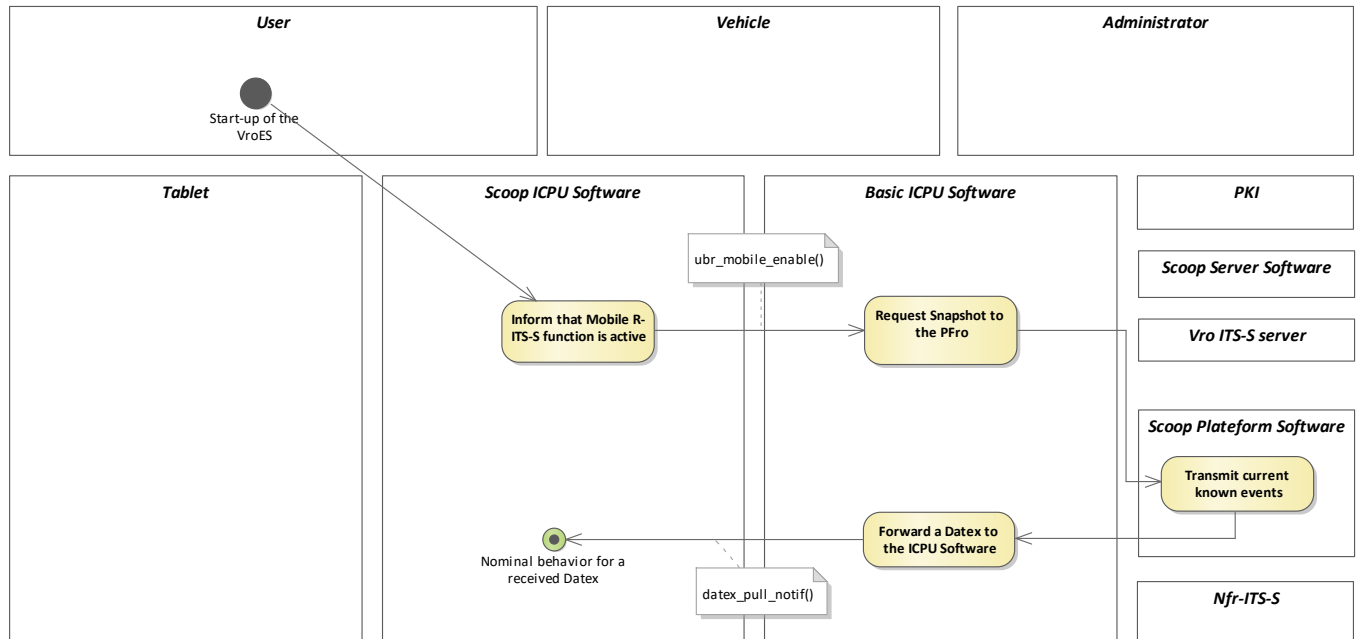 User
Vehicle
Administrator
Start-up of the
VroES
Tablet
Scoop ICPU Software
Basic ICPU Software
PKI
ubr_mobile_enable()
Scoop Server Software
Inform that Mobile R-
ITS-S function is active
Request Snapshot to
the PFro
Vro ITS-S server
Scoop Plateform Software
Transmit current
known events
Forward a Datex to
the ICPU Software
Nominal behavior for a
received Datex
datex_pull_notif()
Nfr-ITS-S